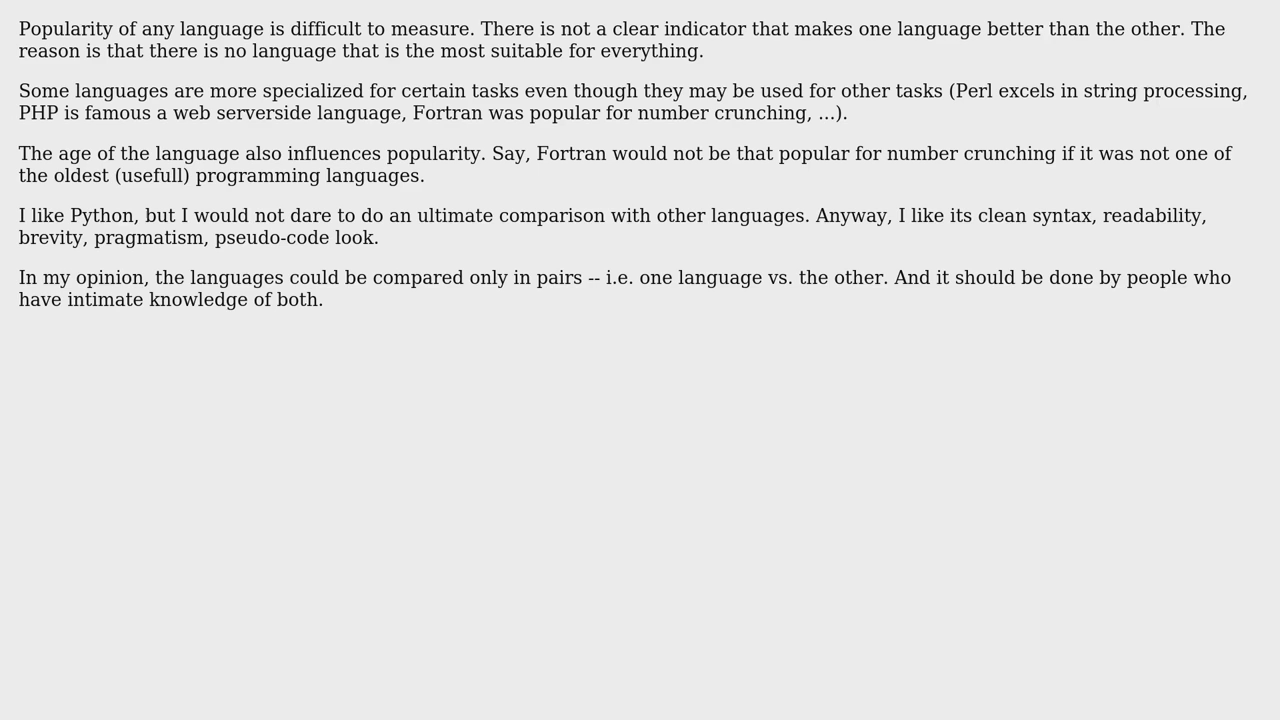 Popularity of any language is difficult to measure. There is not a clear indicator that makes one language better than the other. The
reason is that there is no language that is the most suitable for everything.
Some languages are more specialized for certain tasks even though they may be used for other tasks (Perl excels in string processing,
PHP is famous a web serverside language, Fortran was popular for number crunching, ...).
The age of the language also influences popularity. Say, Fortran would not be that popular for number crunching if it was not one of
the oldest (usefull) programming languages.
I like Python, but I would not dare to do an ultimate comparison with other languages. Anyway, I like its clean syntax, readability,
brevity, pragmatism, pseudo-code look.
In my opinion, the languages could be compared only in pairs -- i.e. one language vs. the other. And it should be done by people who
have intimate knowledge of both.